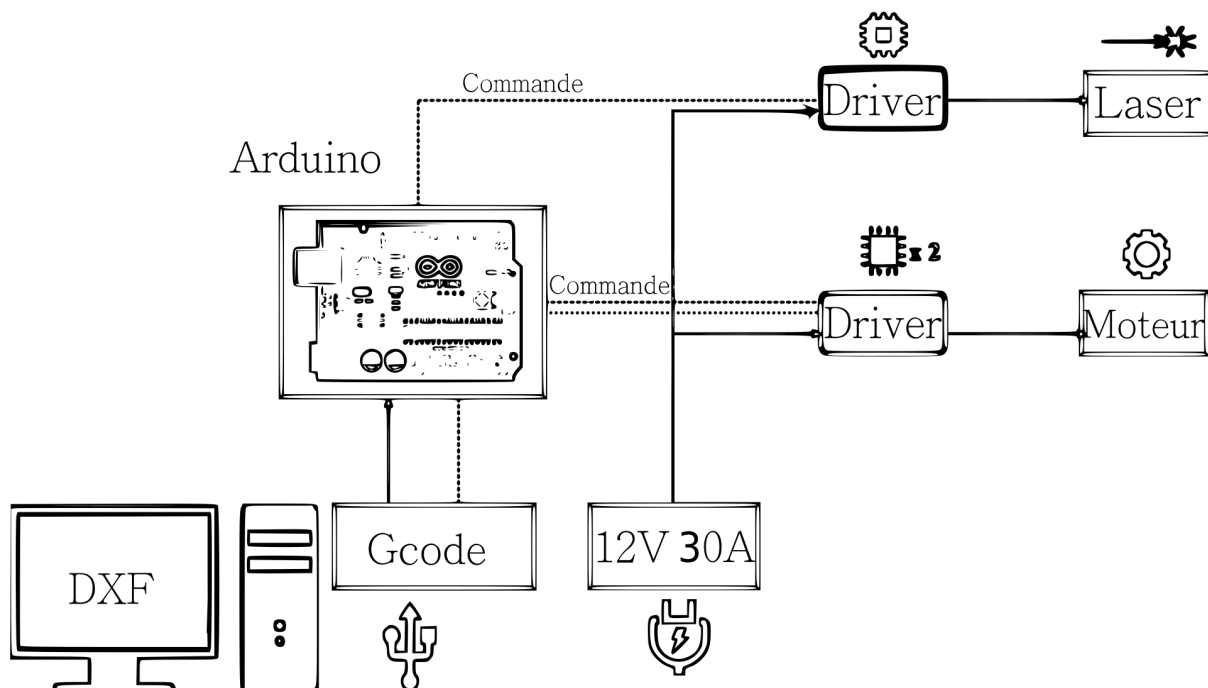 Commande
Driver
Laser
Arduino
x 2
Commande
Driver
Moteur
DXF
Gcode
12V 30A